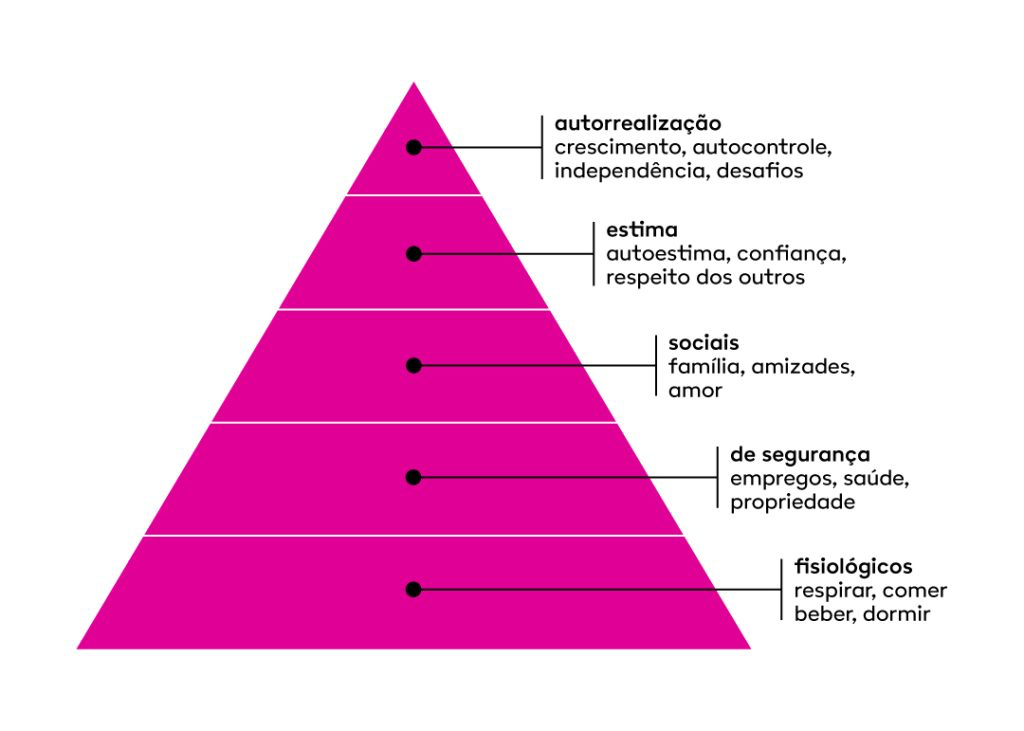 autorrealização
crescimento, autocontrole,
independência, desafios
estima
autoestima, confiança,
respeito dos outros
sociais
família, amizades,
amor
de segurança
empregos, saúde,
propriedade
fisiológicos
respirar, comer
beber, dormir